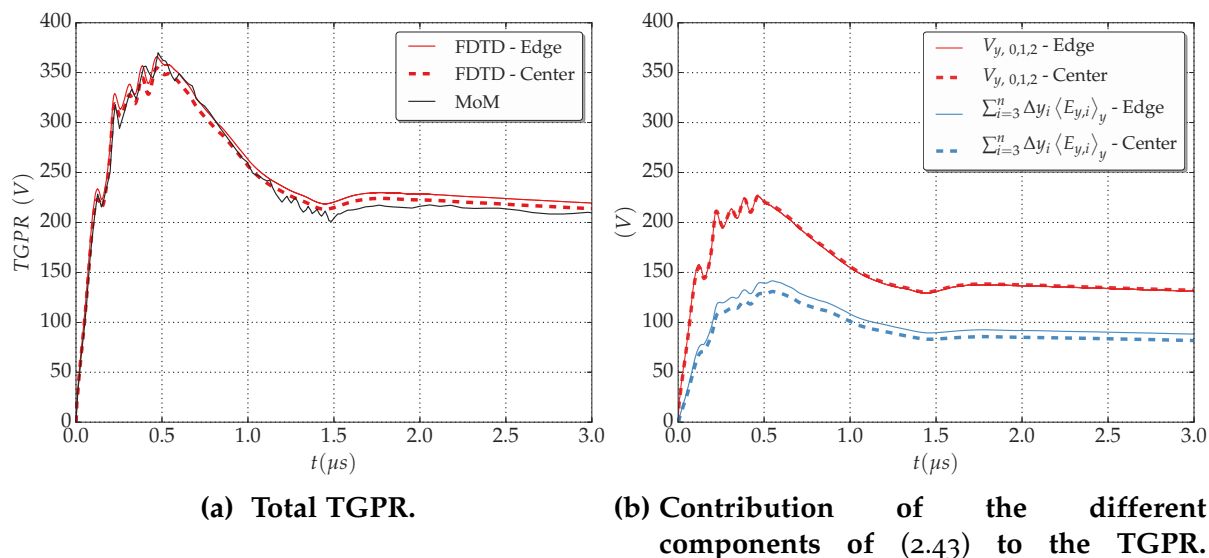 400
350
300
250
200
150
100
50
0
TGPR (V)
0.0 0.5 1.0 1.5 2.0 2.5 3.0
t(μs)
FDTD - Edge
FDTD - Center
MoM
(a) Total TGPR.
400
350
300
250
200
150
100
50
0
(V)
0.0 0.5 1.0 1.5 2.0 2.5 3.0
t(μs)
V_{y, 0,1,2} - Edge
V_{y, 0,1,2} - Center
∑_{i=3}^{n} Δy_i ⟨E_{y,i}⟩_y - Edge
∑_{i=3}^{n} Δy_i ⟨E_{y,i}⟩_y - Center
(b) Contribution of the different
components of (2.43) to the TGPR.